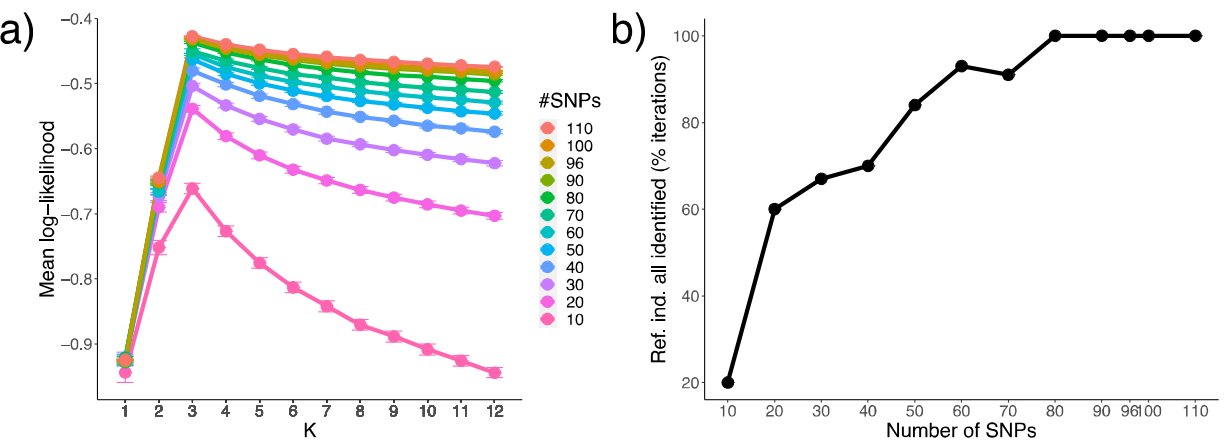 a)
Mean log−likelihood
−0.4
−0.5
−0.6
−0.7
−0.8
−0.9
1 2 3 4 5 6 7 8 9 10 11 12
K
#SNPs
110
100
96
90
80
70
60
50
40
30
20
10
b)
Ref. ind. all identified (% iterations)
100
80
60
40
20
10 20 30 40 50 60 70 80 90 96 100 110
Number of SNPs